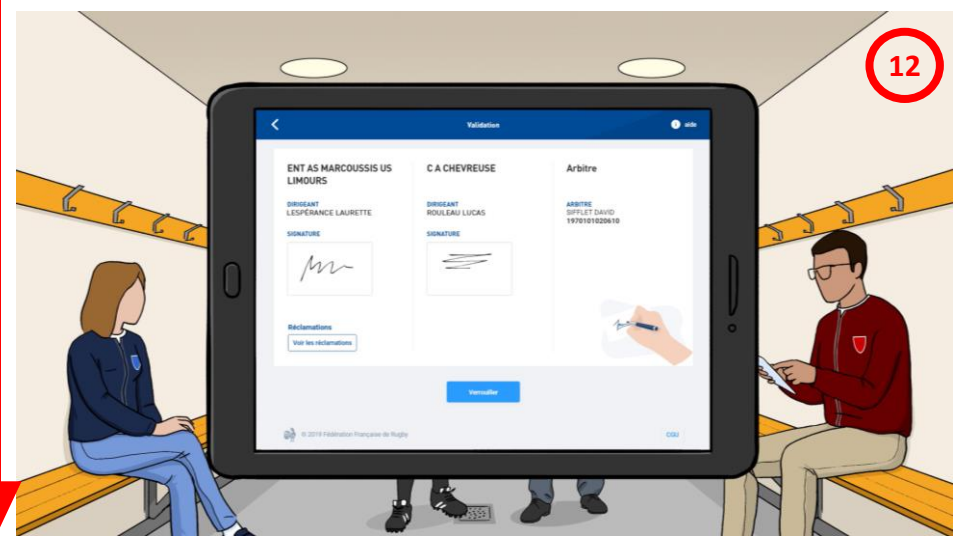 12
Validation
aide
ENT AS MARCOUSSIS US
LIMOURS
DIRIGEANT
LESPÉRANCE LAURETTE
SIGNATURE
Réclamations
Voir les réclamations
C A CHEVREUSE
DIRIGEANT
ROULEAU LUCAS
SIGNATURE
Arbitre
ARBITRE
SIFFLET DAVID
1970101020610
Verrouiller
© 2019 Fédération Française de Rugby
CGU